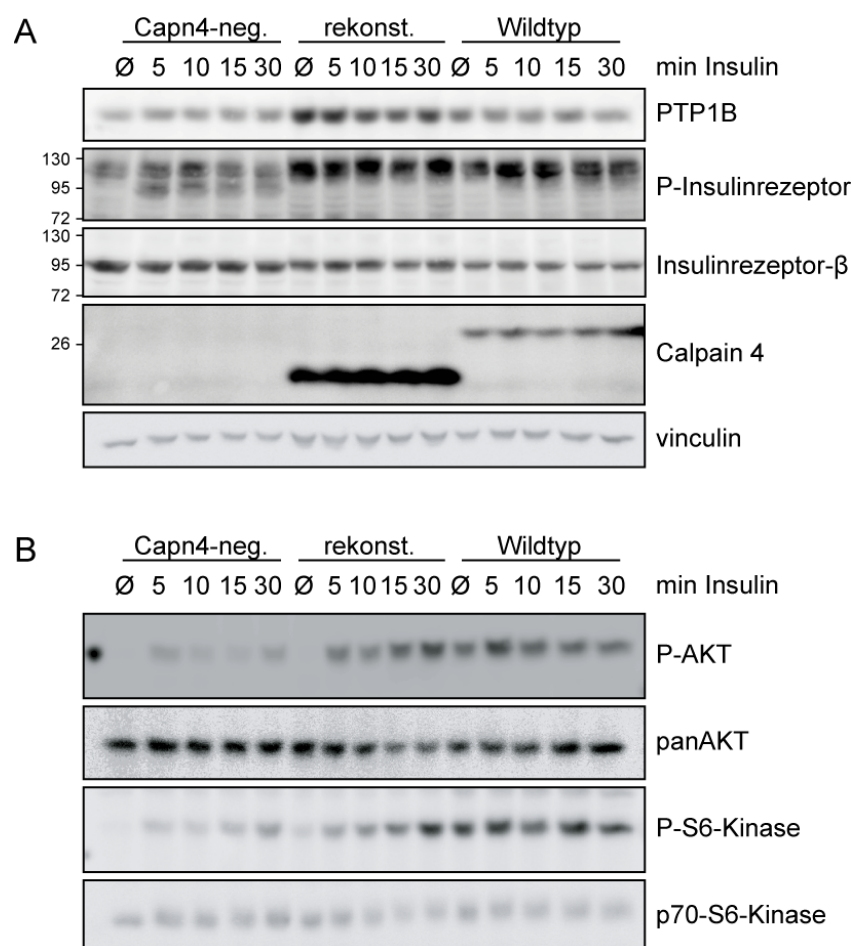 A
Capn4-neg. rekonst. Wildtyp
Ø 5 10 15 30 Ø 5 10 15 30 Ø 5 10 15 30 min Insulin
PTP1B
130
95
72
P-Insulinrezeptor
130
95
72
Insulinrezeptor-β
26
Calpain 4
vinculin
B
Capn4-neg. rekonst. Wildtyp
Ø 5 10 15 30 Ø 5 10 15 30 Ø 5 10 15 30 min Insulin
P-AKT
panAKT
P-S6-Kinase
p70-S6-Kinase